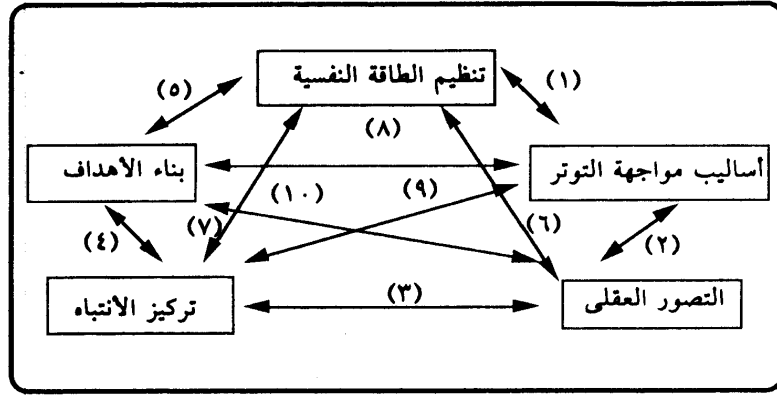 تنظيم الطاقة النفسية
(١)
(٥)
(٨)
أساليب مواجهة التوتر
بناء الأهداف
(٩)
(١٠)
(٦)
(٧)
(٢)
(٤)
(٣)
التصور العقلى
تركيز الأنتباه